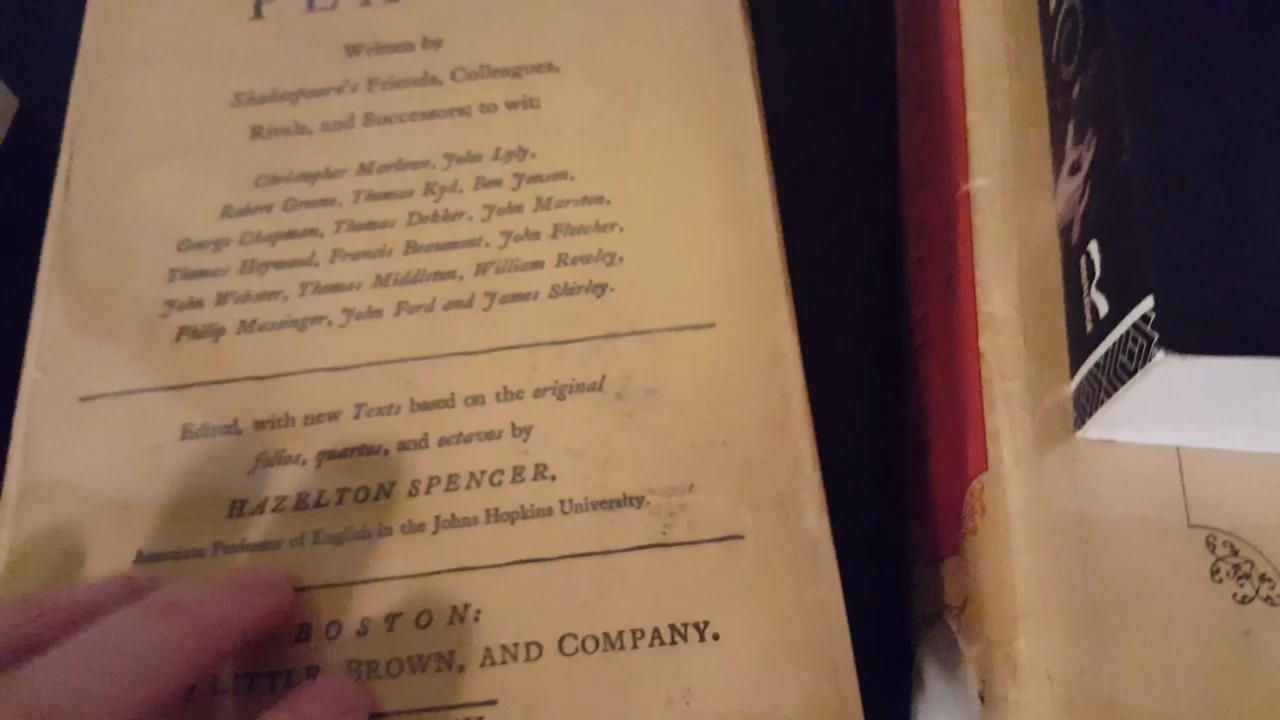 Written by
Shakespeare's Friends, Colleagues,
Rivals, and Successors; to wit:
Christopher Marlowe, John Lyly,
Robert Greene, Thomas Kyd, Ben Jonson,
George Chapman, Thomas Dekker, John Marston,
Thomas Heywood, Francis Beaumont, John Fletcher,
John Webster, Thomas Middleton, William Rowley,
Philip Massinger, John Ford and James Shirley.
Edited, with new Texts based on the original
folios, quartos, and octavos by
HAZELTON SPENCER,
Associate Professor of English in the Johns Hopkins University.
BOSTON:
LITTLE, BROWN, AND COMPANY.
R